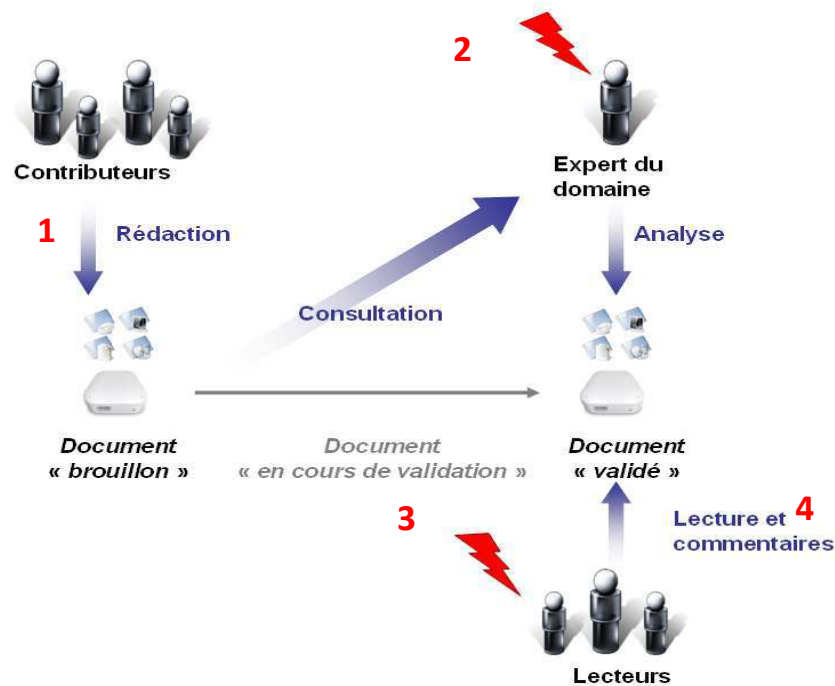 2
Contributeurs
Expert du
domaine
1
Rédaction
Analyse
Consultation
Document
« brouillon »
Document
« en cours de validation »
Document
« validé »
3
4
Lecture et
commentaires
Lecteurs